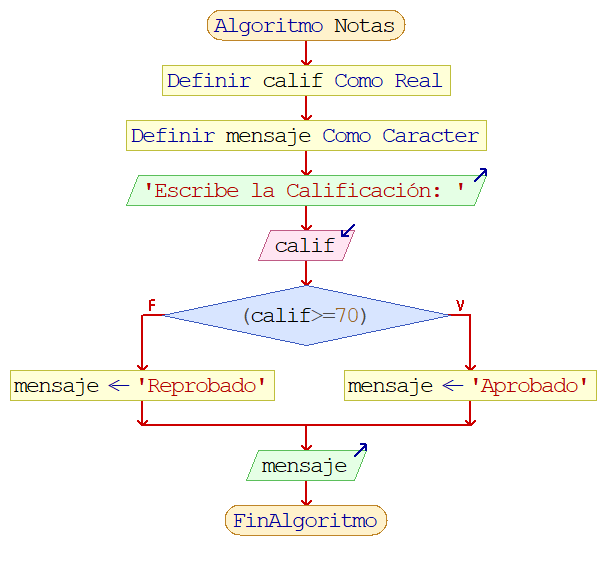 Algoritmo Notas
Definir calif Como Real
Definir mensaje Como Caracter
'Escribe la Calificación: '
calif
F
V
(calif>=70)
mensaje ← 'Reprobado'
mensaje ← 'Aprobado'
mensaje
FinAlgoritmo